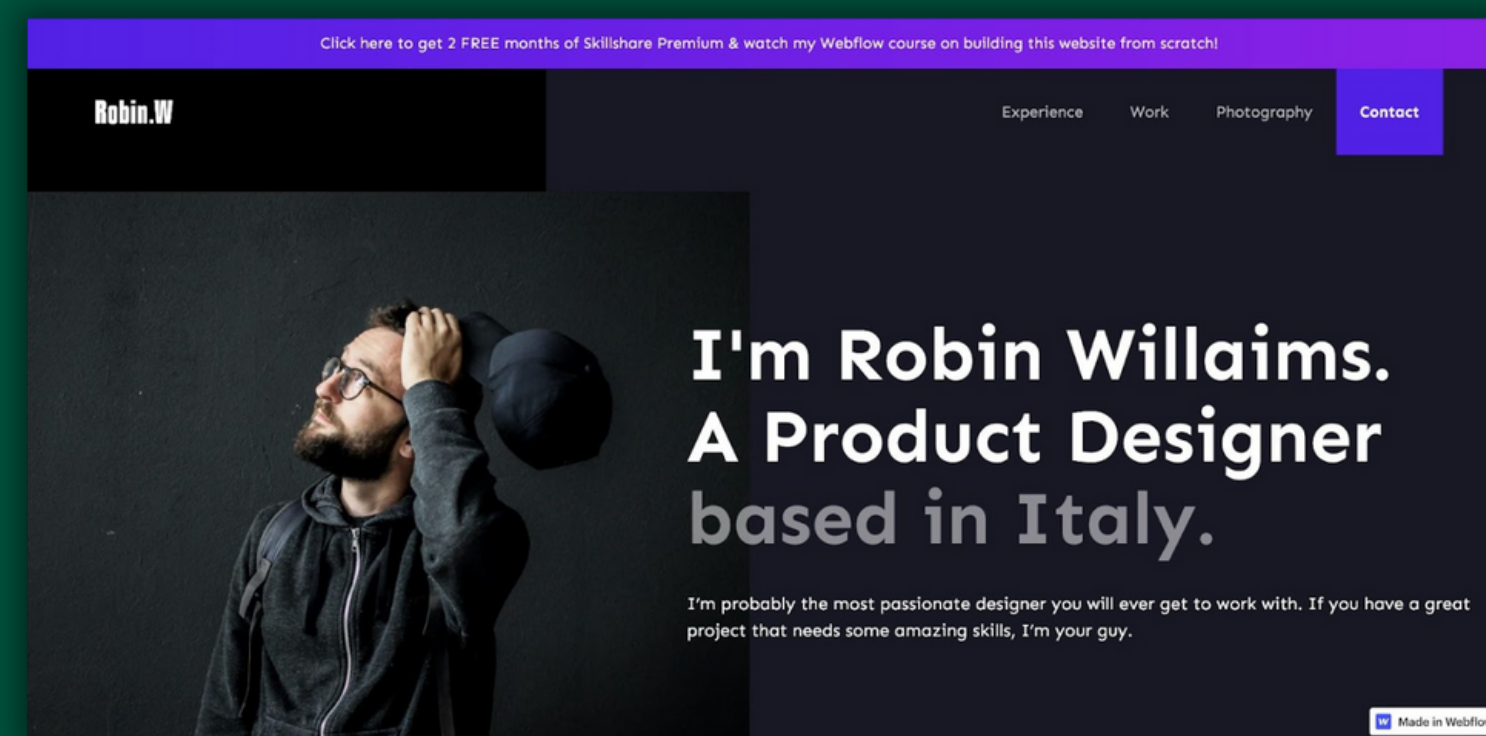 Click here to get 2 FREE months of Skillshare Premium & watch my Webflow course on building this website from scratch!
Robin.W
Experience Work Photography Contact
I'm Robin Willaims.
A Product Designer
based in Italy.
I'm probably the most passionate designer you will ever get to work with. If you have a great
project that needs some amazing skills, I'm your guy.
W Made in